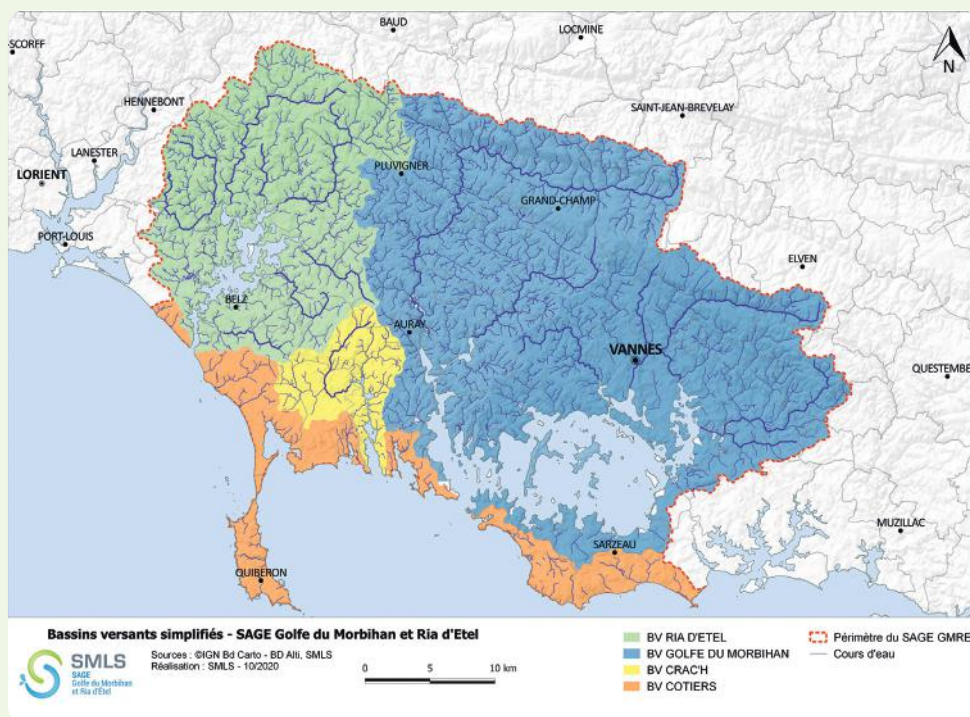 BAUD
LOCMINE
-SCORFF
N
HENNEBONT
SAINT-JEAN-BREVELAY
LANESTER
PLUVIGNER
LORIENT
GRAND-CHAMP
PORT-LOUIS
ELVEN
BELZ
AURAY
VANNES
QUESTEMBE
MUZILLAC
SARZEAU
QUIBERON
Bassins versants simplifiés - SAGE Golfe du Morbihan et Ria d'Etel
Sources : ©IGN Bd Carto - BD Alti, SMLS
Réalisation : SMLS - 10/2020
SMLS
SAGE
Golfe du Morbihan
et Ria d'Etel
0 5 10 km
BV RIA D'ETEL
BV GOLFE DU MORBIHAN
BV CRAC'H
BV COTIERS
Périmètre du SAGE GMRE
Cours d'eau